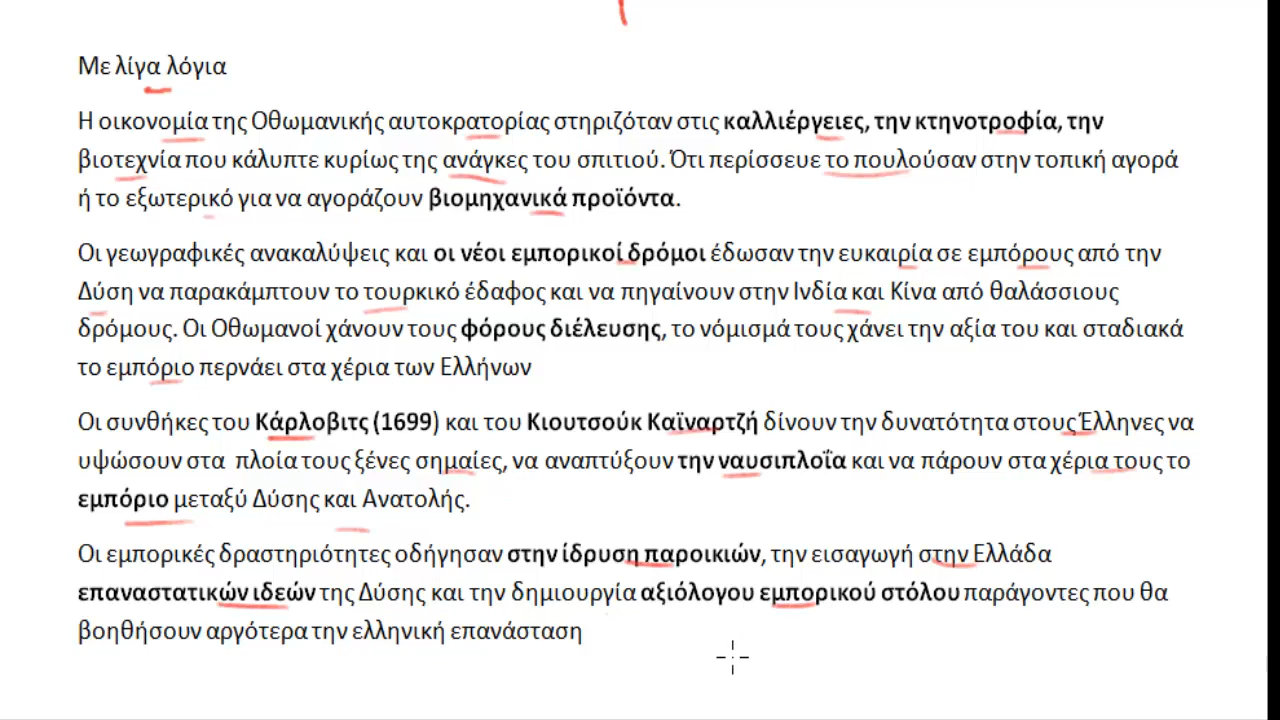 Με λίγα λόγια
Η οικονομία της Οθωμανικής αυτοκρατορίας στηριζόταν στις καλλιέργειες, την κτηνοτροφία, την
βιοτεχνία που κάλυπτε κυρίως της ανάγκες του σπιτιού. Ότι περίσσευε το πουλούσαν στην τοπική αγορά
ή το εξωτερικό για να αγοράζουν βιομηχανικά προϊόντα.
Οι γεωγραφικές ανακαλύψεις και οι νέοι εμπορικοί δρόμοι έδωσαν την ευκαιρία σε εμπόρους από την
Δύση να παρακάμπτουν το τουρκικό έδαφος και να πηγαίνουν στην Ινδία και Κίνα από θαλάσσιους
δρόμους. Οι Οθωμανοί χάνουν τους φόρους διέλευσης, το νόμισμά τους χάνει την αξία του και σταδιακά
το εμπόριο περνάει στα χέρια των Ελλήνων
Οι συνθήκες του Κάρλοβιτς (1699) και του Κιουτσούκ Καϊναρτζή δίνουν την δυνατότητα στους Έλληνες να
υψώσουν στα πλοία τους ξένες σημαίες, να αναπτύξουν την ναυσιπλοΐα και να πάρουν στα χέρια τους το
εμπόριο μεταξύ Δύσης και Ανατολής.
Οι εμπορικές δραστηριότητες οδήγησαν στην ίδρυση παροικιών, την εισαγωγή στην Ελλάδα
επαναστατικών ιδεών της Δύσης και την δημιουργία αξιόλογου εμπορικού στόλου παράγοντες που θα
βοηθήσουν αργότερα την ελληνική επανάσταση